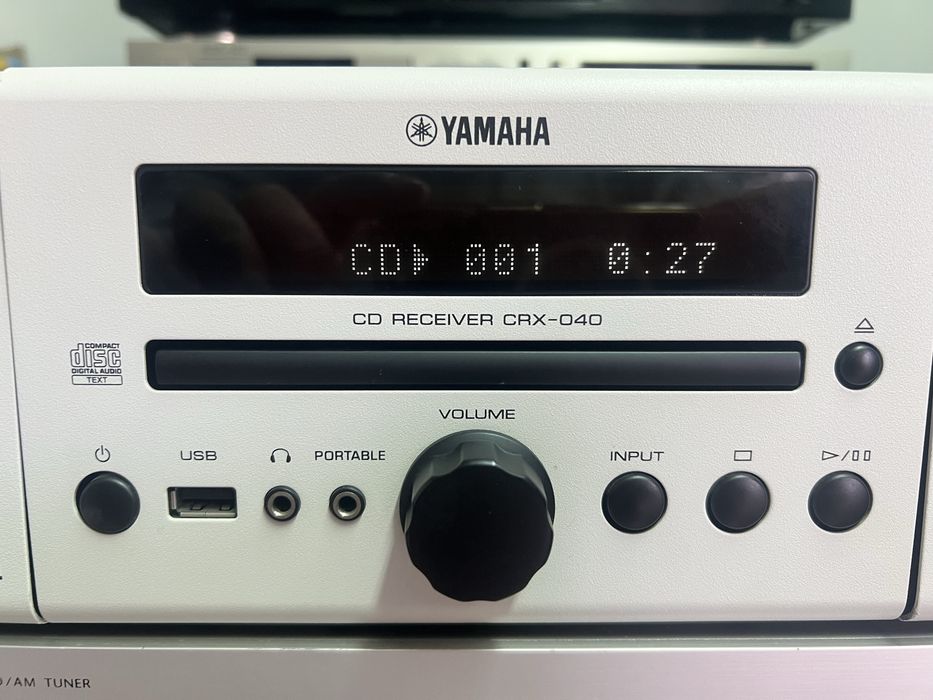 YAMAHA
CD 001 0:27
CD RECEIVER CRX-040
COMPACT
disc
DIGITAL AUDIO
TEXT
VOLUME
USB
PORTABLE
INPUT
/AM TUNER